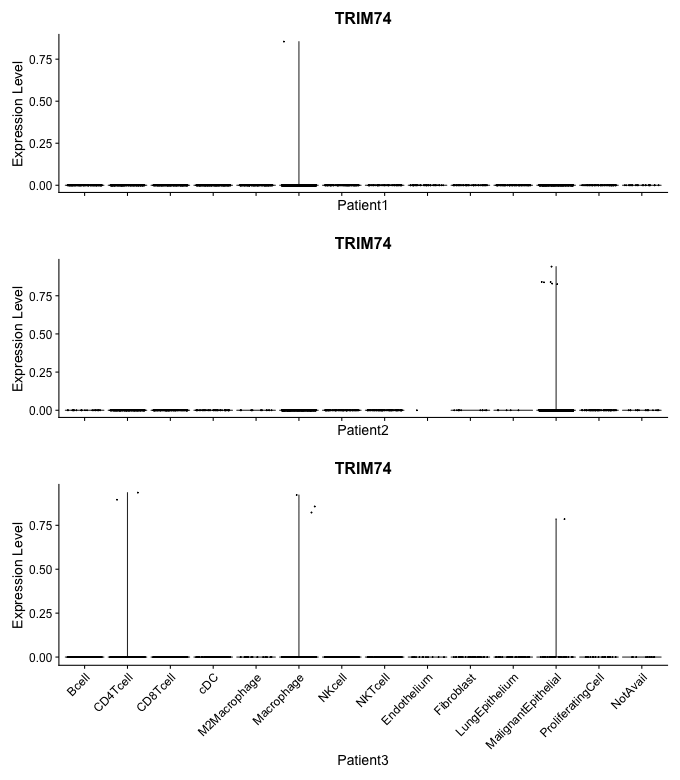 TRIM74
Expression Level
0.75
0.50
0.25
0.00
Patient1
TRIM74
Expression Level
0.75
0.50
0.25
0.00
Patient2
TRIM74
Expression Level
0.75
0.50
0.25
0.00
Bcell
CD4Tcell
CD8Tcell
cDC
M2Macrophage
Macrophage
NKcell
NKTcell
Endothelium
Fibroblast
LungEpithelium
MalignantEpithelial
ProliferatingCell
NotAvail
Patient3